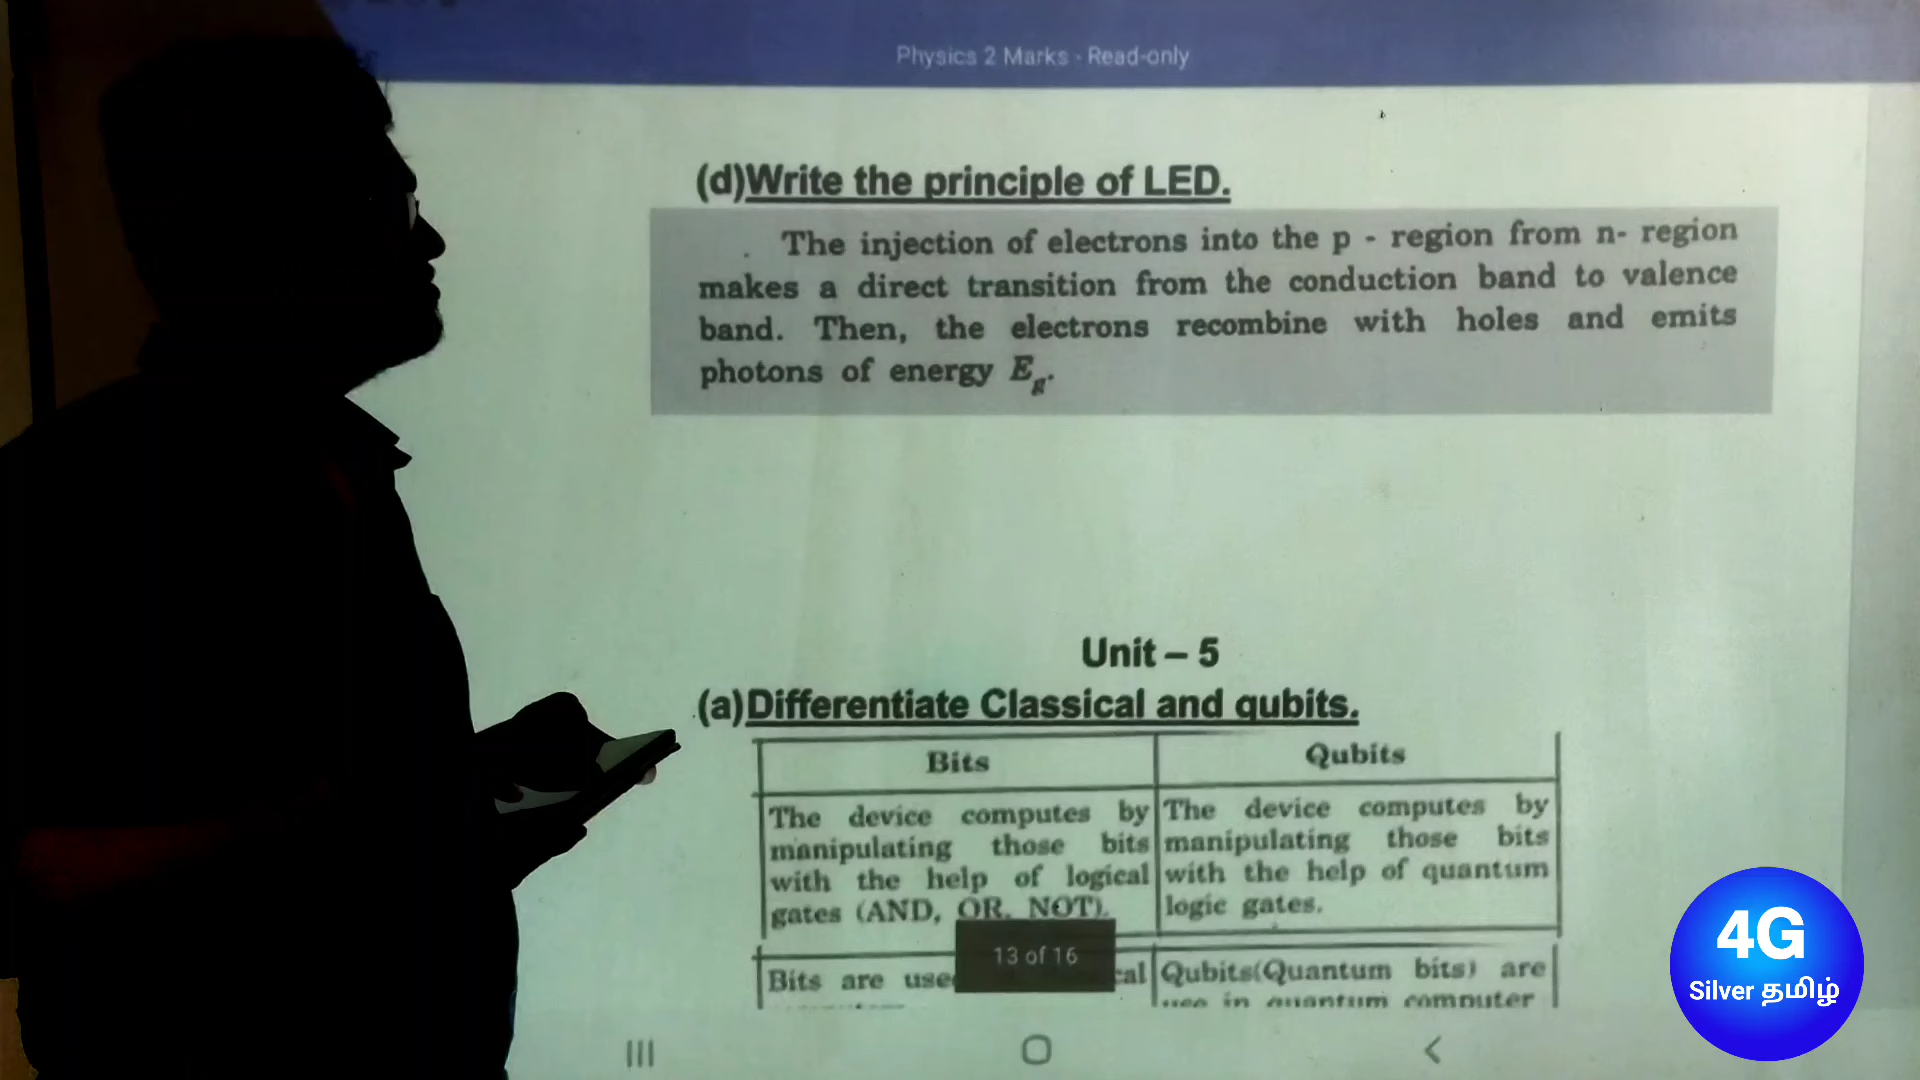 Physics 2 Marks - Read-only
(d)Write the principle of LED.
The injection of electrons into the p - region from n- region
makes a direct transition from the conduction band to valence
band. Then, the electrons recombine with holes and emits
photons of energy Eg.
Unit – 5
(a)Differentiate Classical and qubits.
Bits
Qubits
The device computes by
manipulating those bits
with the help of logical
gates (AND, OR, NOT).
The device computes by
manipulating those bits
with the help of quantum
logic gates.
Bits are
Qubits(Quantum bits) are
use in quantum computer
13 of 16
4G
Silver தமிழ்